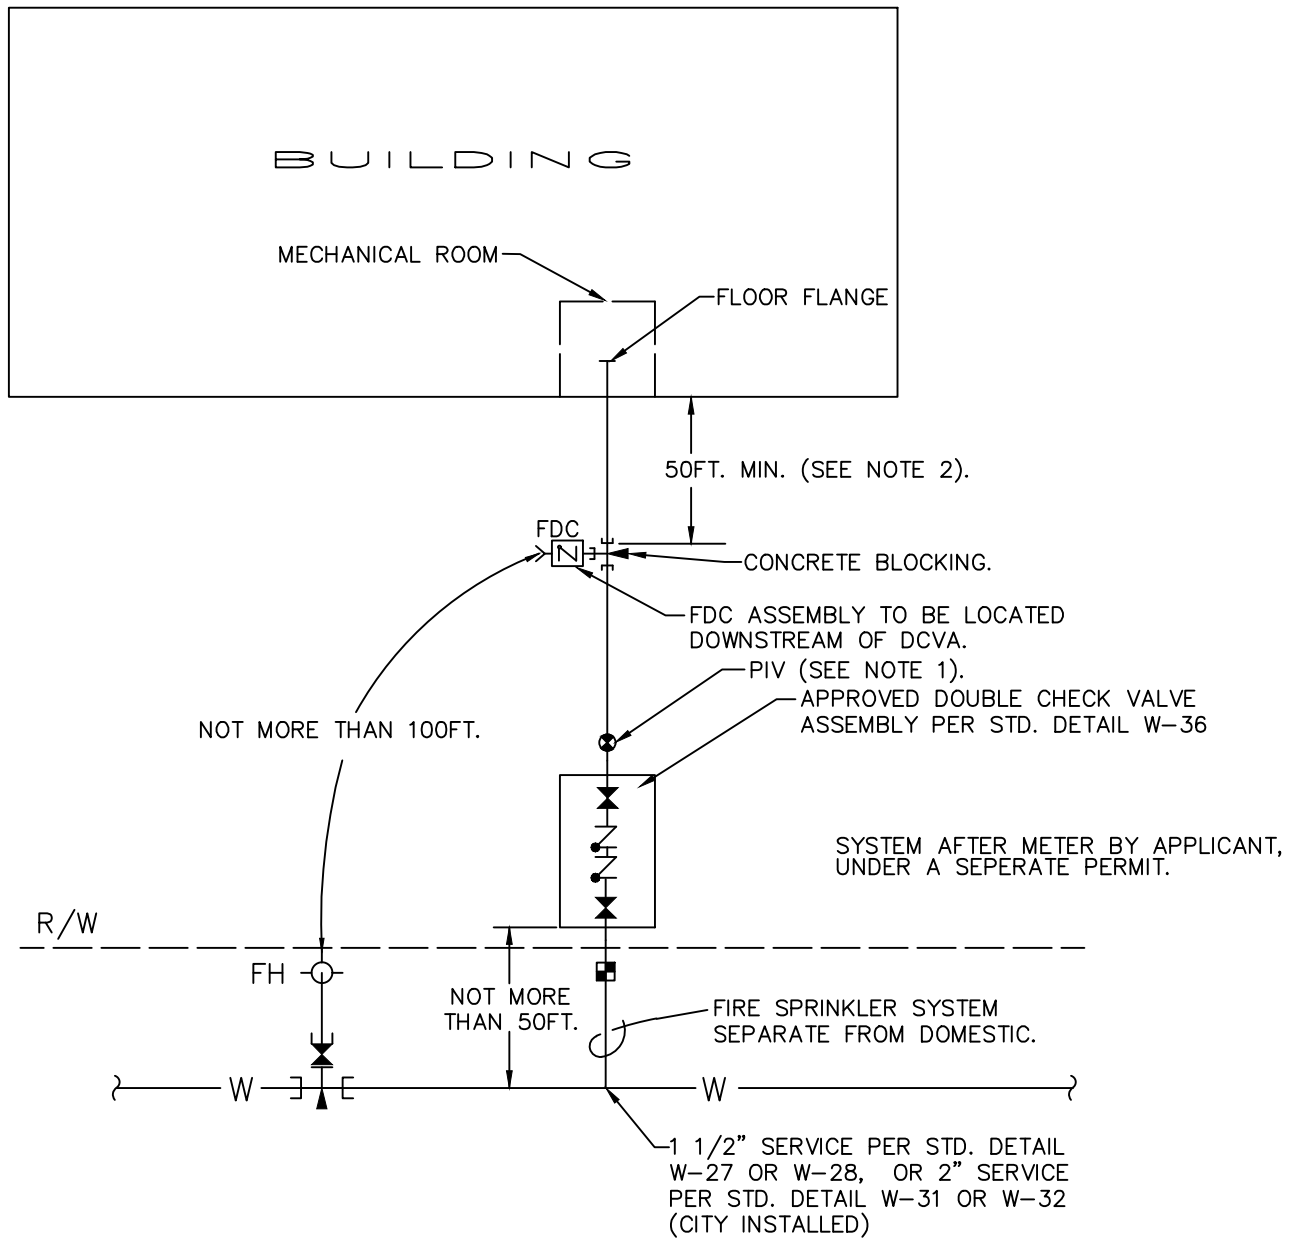 BUILDING
MECHANICAL ROOM
FLOOR FLANGE
50FT. MIN. (SEE NOTE 2).
FDC
CONCRETE BLOCKING.
FDC ASSEMBLY TO BE LOCATED
DOWNSTREAM OF DCVA.
PIV (SEE NOTE 1).
APPROVED DOUBLE CHECK VALVE
ASSEMBLY PER STD. DETAIL W-36
NOT MORE THAN 100FT.
SYSTEM AFTER METER BY APPLICANT,
UNDER A SEPERATE PERMIT.
R/W
FH
NOT MORE
THAN 50FT.
FIRE SPRINKLER SYSTEM
SEPARATE FROM DOMESTIC.
W
W
1 1/2" SERVICE PER STD. DETAIL
W-27 OR W-28, OR 2" SERVICE
PER STD. DETAIL W-31 OR W-32
(CITY INSTALLED)